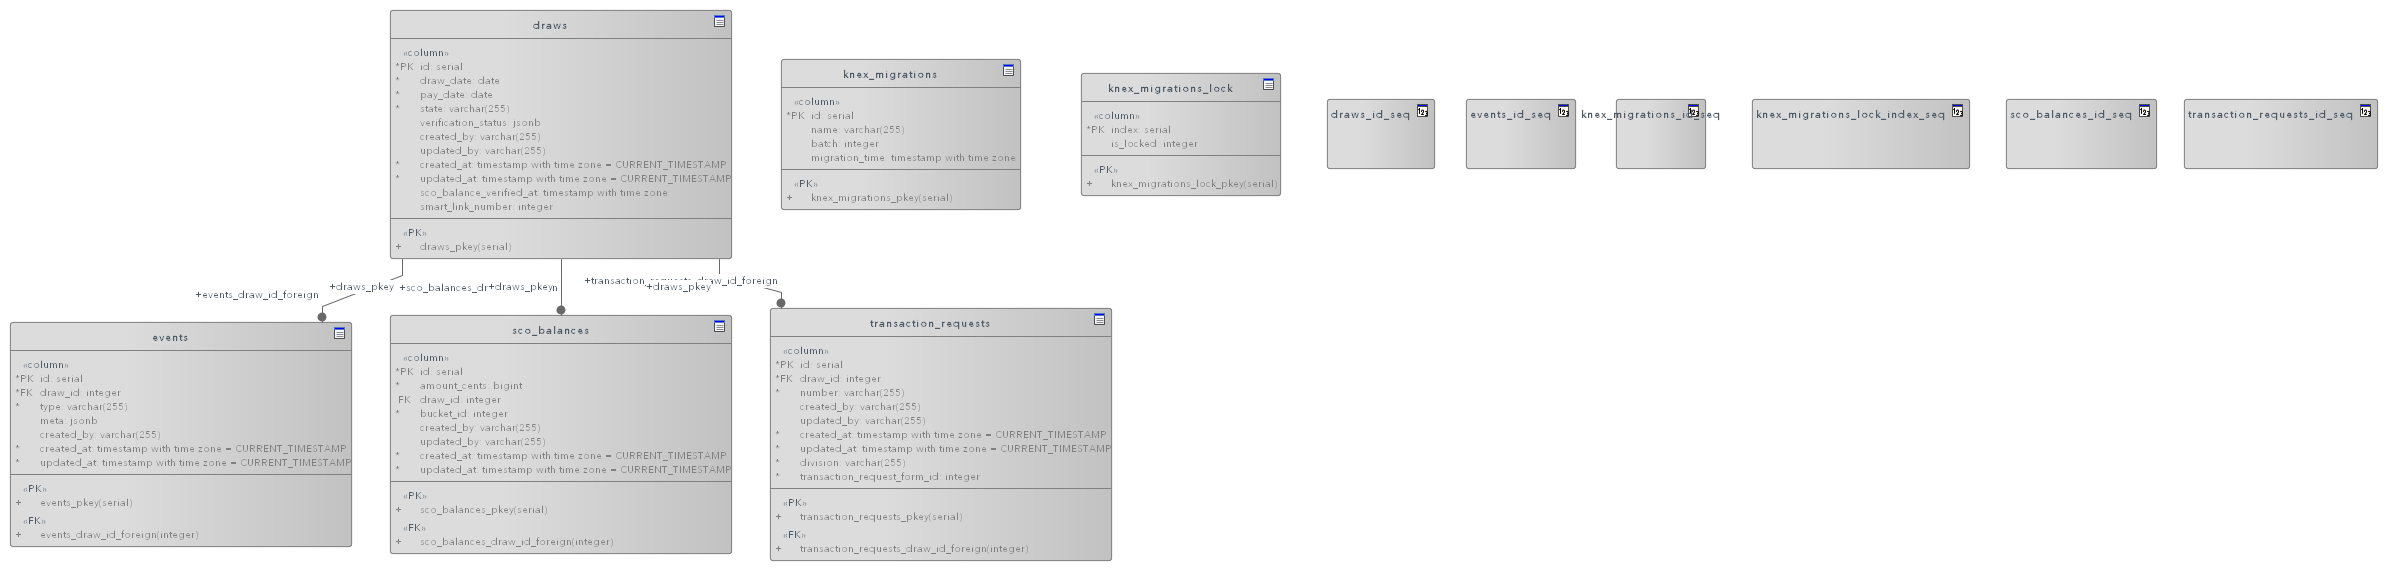 draws
«column»
*PK id: serial
* draw_date: date
* pay_date: date
* state: varchar(255)
verification_status: jsonb
created_by: varchar(255)
updated_by: varchar(255)
* created_at: timestamp with time zone = CURRENT_TIMESTAMP
* updated_at: timestamp with time zone = CURRENT_TIMESTAMP
sco_balance_verified_at: timestamp with time zone
smart_link_number: integer
«PK»
+ draws_pkey(serial)
knex_migrations
«column»
*PK id: serial
name: varchar(255)
batch: integer
migration_time: timestamp with time zone
«PK»
+ knex_migrations_pkey(serial)
knex_migrations_lock
«column»
*PK index: serial
is_locked: integer
«PK»
+ knex_migrations_lock_pkey(serial)
draws_id_seq
events_id_seq
knex_migrations_id_seq
knex_migrations_lock_index_seq
sco_balances_id_seq
transaction_requests_id_seq
+events_draw_id_foreign
+draws_pkey
+sco_balances_dr
+draws_pkey
+transaction_requests_draw_id_foreign
+draws_pkey
events
«column»
*PK id: serial
*FK draw_id: integer
* type: varchar(255)
meta: jsonb
created_by: varchar(255)
* created_at: timestamp with time zone = CURRENT_TIMESTAMP
* updated_at: timestamp with time zone = CURRENT_TIMESTAMP
«PK»
+ events_pkey(serial)
«FK»
+ events_draw_id_foreign(integer)
sco_balances
«column»
*PK id: serial
* amount_cents: bigint
FK draw_id: integer
* bucket_id: integer
created_by: varchar(255)
updated_by: varchar(255)
* created_at: timestamp with time zone = CURRENT_TIMESTAMP
* updated_at: timestamp with time zone = CURRENT_TIMESTAMP
«PK»
+ sco_balances_pkey(serial)
«FK»
+ sco_balances_draw_id_foreign(integer)
transaction_requests
«column»
*PK id: serial
*FK draw_id: integer
* number: varchar(255)
created_by: varchar(255)
updated_by: varchar(255)
* created_at: timestamp with time zone = CURRENT_TIMESTAMP
* updated_at: timestamp with time zone = CURRENT_TIMESTAMP
* division: varchar(255)
* transaction_request_form_id: integer
«PK»
+ transaction_requests_pkey(serial)
«FK»
+ transaction_requests_draw_id_foreign(integer)